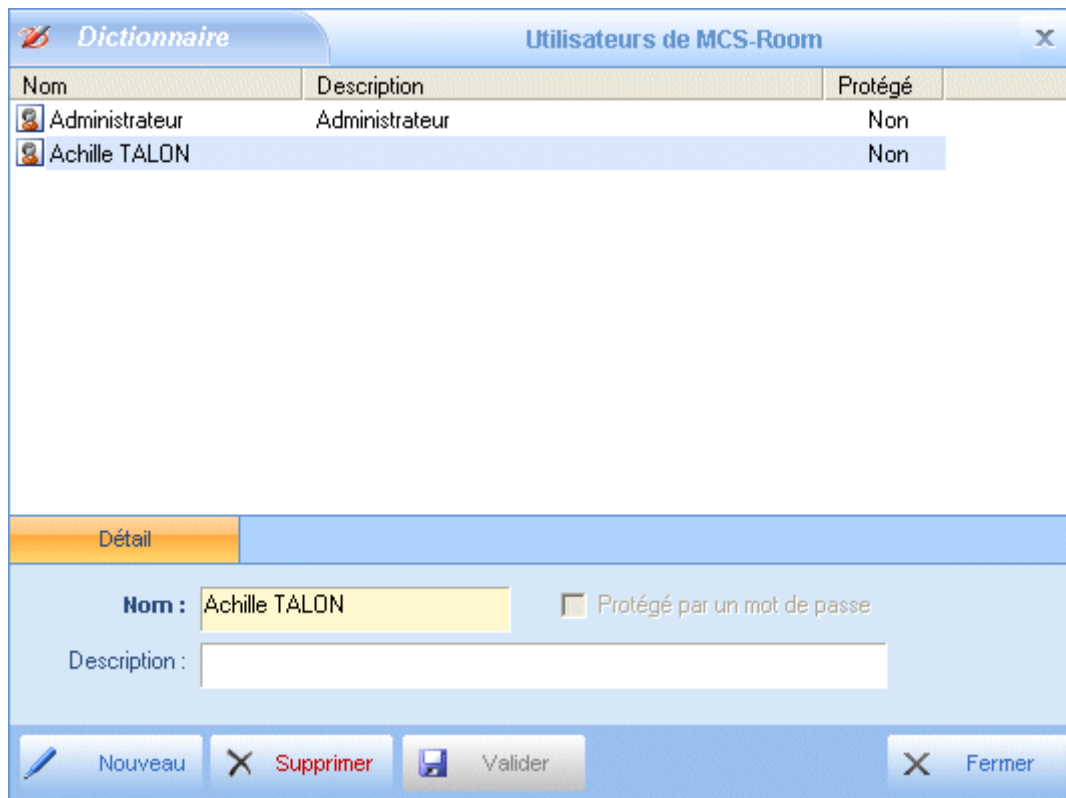 Dictionnaire Utilisateurs de MCS-Room X
Nom Description Protégé
Administrateur Administrateur Non
Achille TALON Non
Détail
Nom : Achille TALON Protégé par un mot de passe
Description :
Nouveau Supprimer Valider Fermer